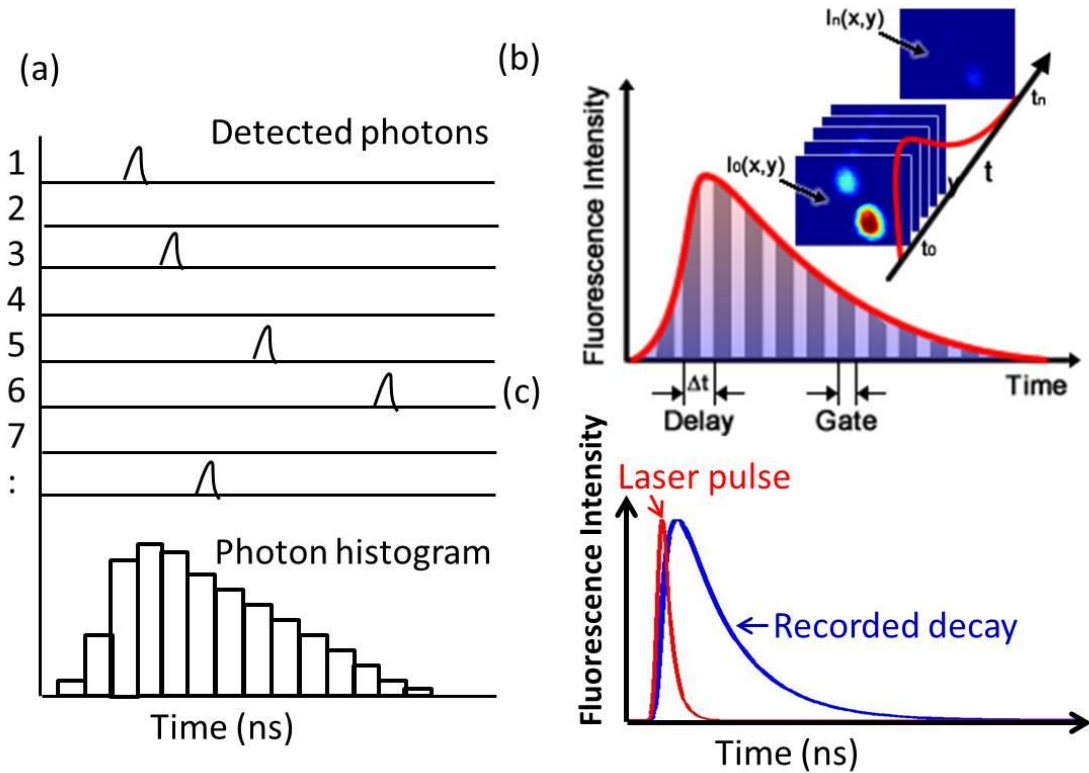 (a)
Detected photons
1
2
3
4
5
6
7
:
Photon histogram
Time (ns)
(b)
Fluorescence Intensity
In(x,y)
tn
I0(x,y)
y
t
t0
Time
Δt
Delay
Gate
(c)
Fluorescence Intensity
Laser pulse
Recorded decay
Time (ns)